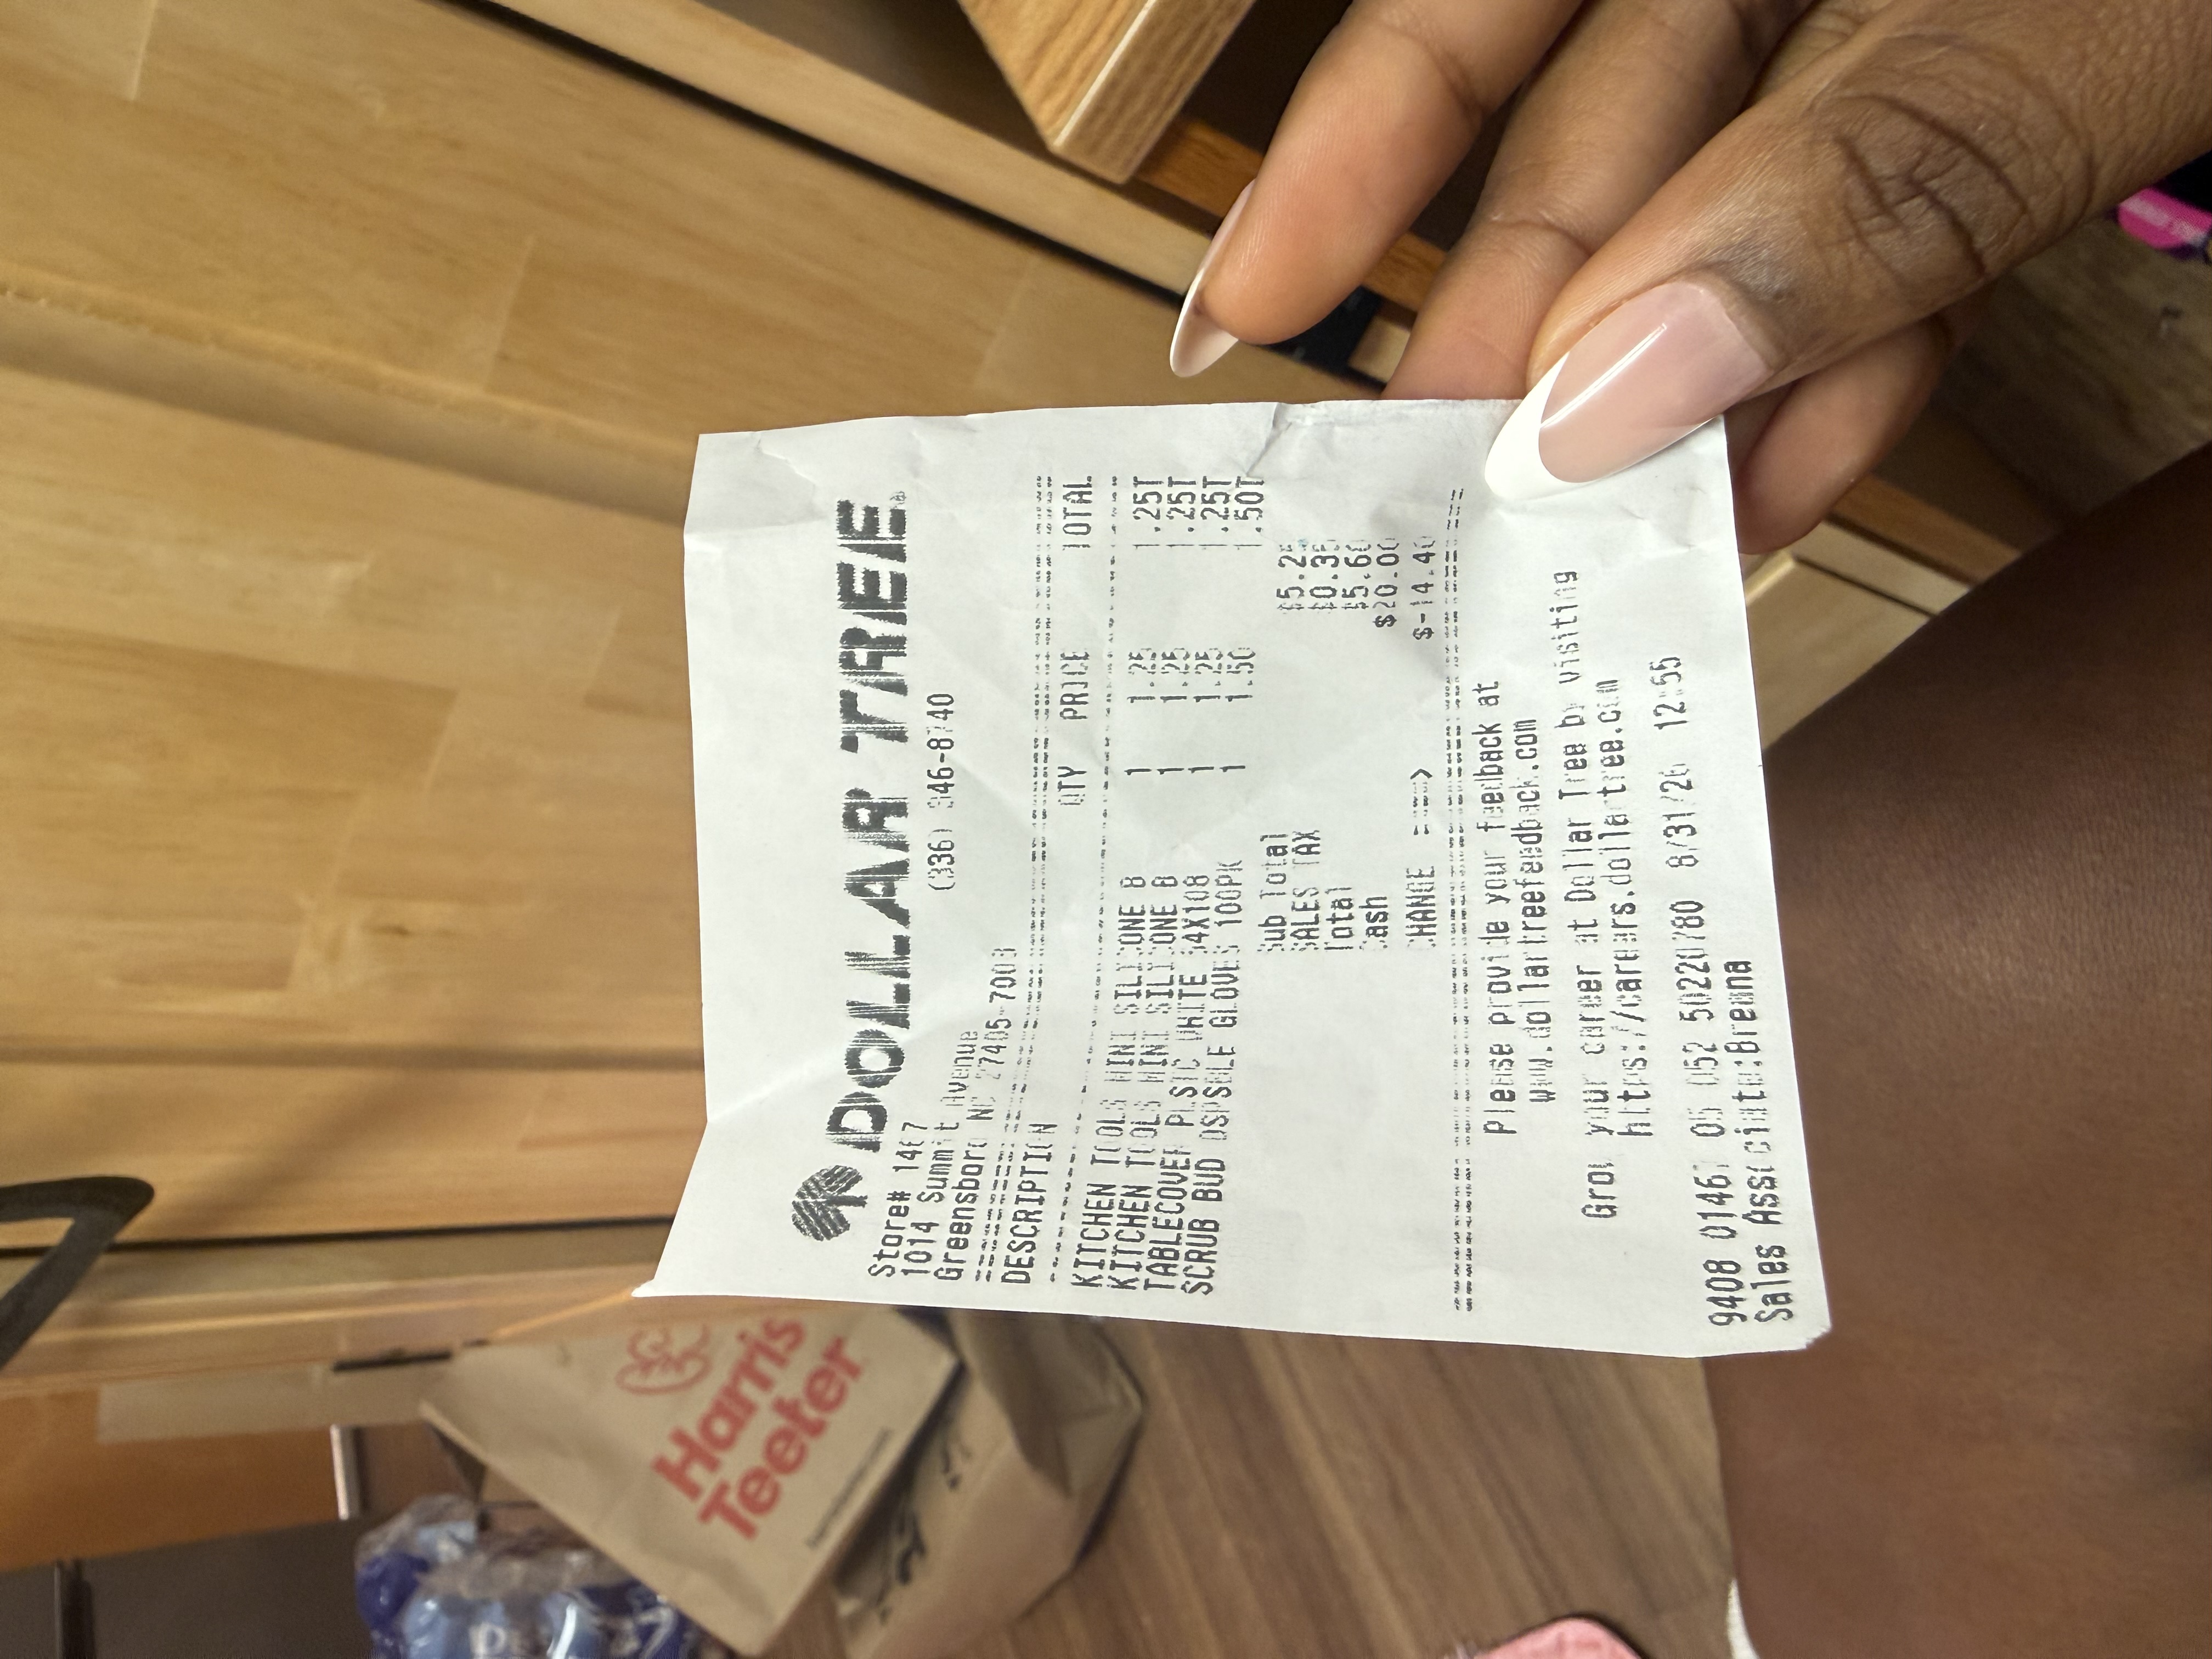 Harris
Teeter
DOLLAR TREE
Store# 1467
1014 Summit Avenue
Greensboro NC 27405-7003
(336) 346-8740
DESCRIPTION QTY PRICE TOTAL
KITCHEN TOOLS MINI SILICONE B 1 1.25 1.25T
KITCHEN TOOLS MINI SILICONE B 1 1.25 1.25T
TABLECOVER PLSTC WHITE 54X108 1 1.25 1.25T
SCRUB BUD DSPSBLE GLOVES 100PK 1 1.50 1.50T
Sub Total $5.25
SALES TAX $0.35
Total $5.60
Cash $20.00
CHANGE ====> $-14.40
Please provide your feedback at
www.dollartreefeedback.com
Grow your career at Dollar Tree by visiting
https://careers.dollartree.com
9408 01467 05 052 50220780 8/31/26 12:55
Sales Associate:Breanna